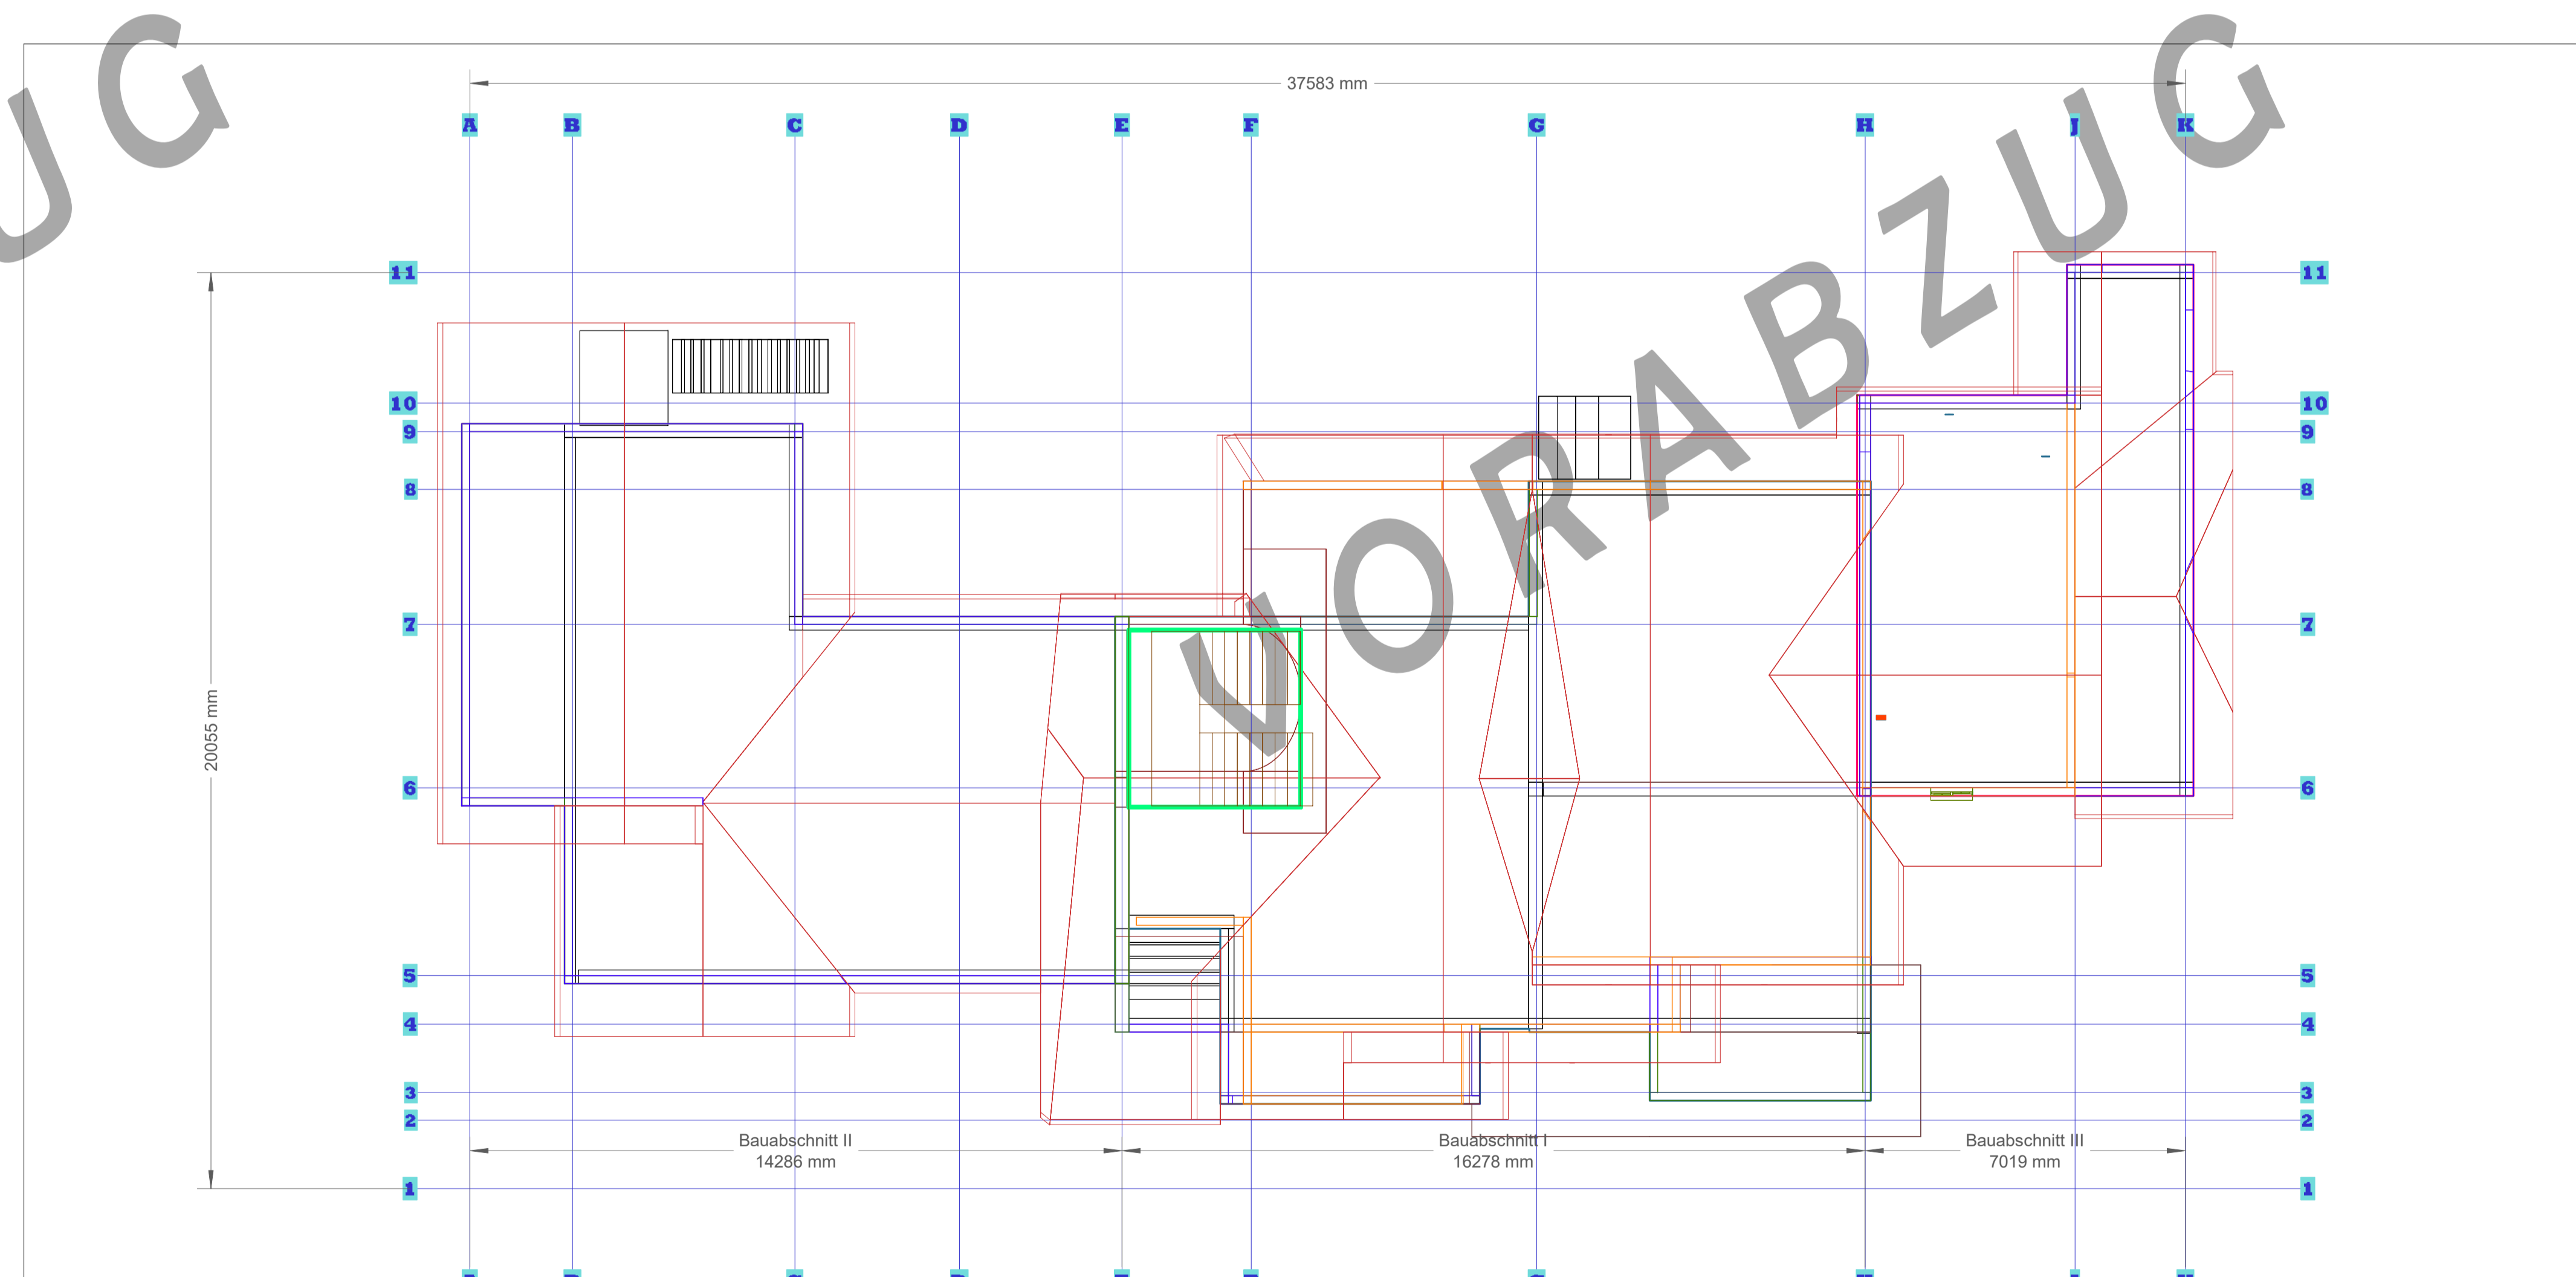 UG
VORABZUG
37583 mm
A B C D E F G H J K
11 11
10 10
9 9
8 8
7 7
20055 mm
6 6
5 5
4 4
3 3
2 2
Bauabschnitt II Bauabschnitt I Bauabschnitt III
14286 mm 16278 mm 7019 mm
1 1